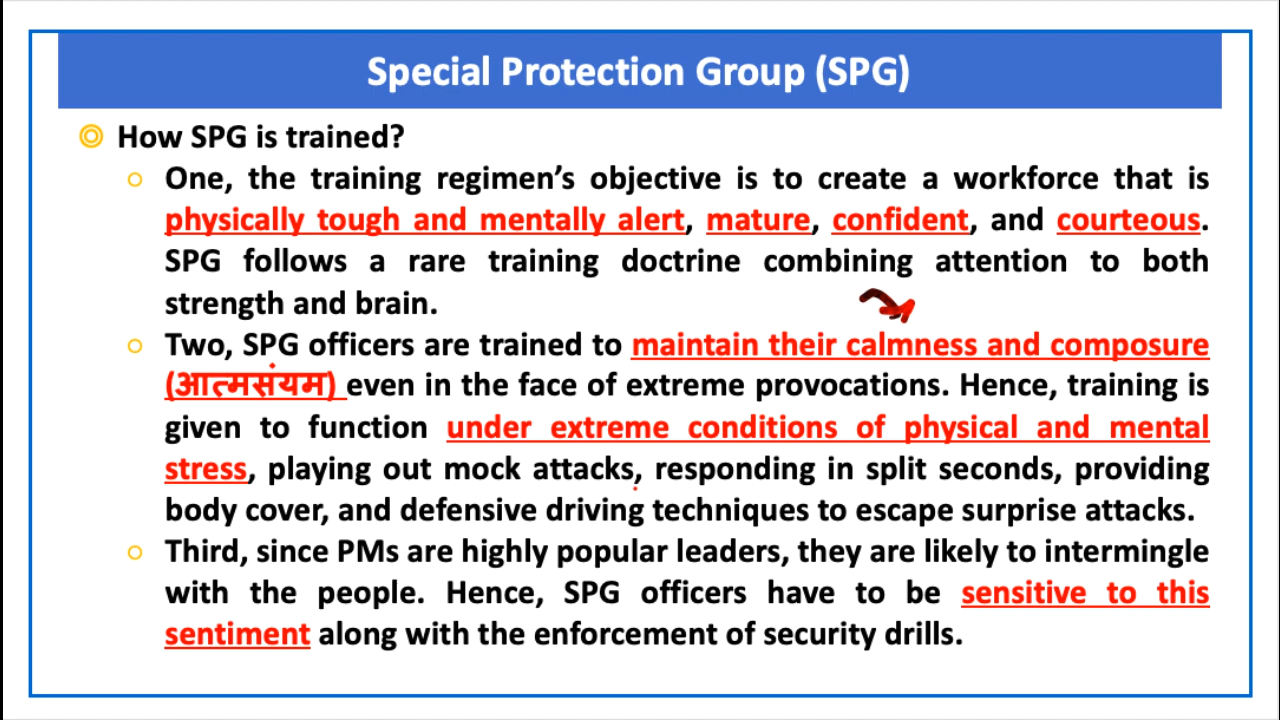 Special Protection Group (SPG)
How SPG is trained?
One, the training regimen’s objective is to create a workforce that is
physically tough and mentally alert, mature, confident, and courteous.
SPG follows a rare training doctrine combining attention to both
strength and brain.
Two, SPG officers are trained to maintain their calmness and composure
(आत्मसंयम) even in the face of extreme provocations. Hence, training is
given to function under extreme conditions of physical and mental
stress, playing out mock attacks, responding in split seconds, providing
body cover, and defensive driving techniques to escape surprise attacks.
Third, since PMs are highly popular leaders, they are likely to intermingle
with the people. Hence, SPG officers have to be sensitive to this
sentiment along with the enforcement of security drills.